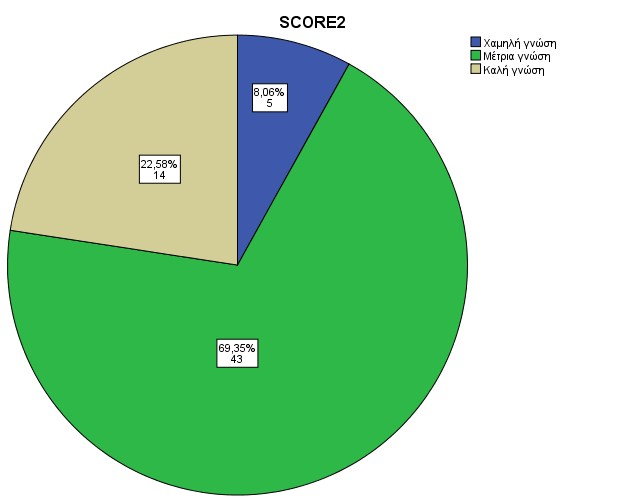 SCORE2
Χαμηλή γνώση
Μέτρια γνώση
Καλή γνώση
8,06%
5
22,58%
14
69,35%
43